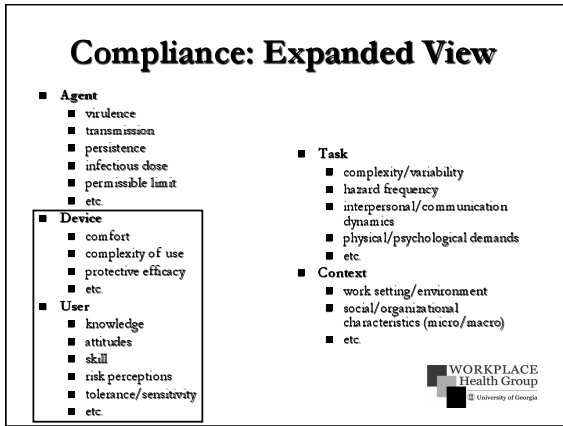 Compliance: Expanded View
Agent
virulence
transmission
persistence
infectious dose
permissible limit
etc.
Device
comfort
complexity of use
protective efficacy
etc.
User
knowledge
attitudes
skill
risk perceptions
tolerance/sensitivity
etc.
Task
complexity/variability
hazard frequency
interpersonal/communication
dynamics
physical/psychological demands
etc.
Context
work setting/environment
social/organizational
characteristics (micro/macro)
etc.
WORKPLACE
Health Group
University of Georgia